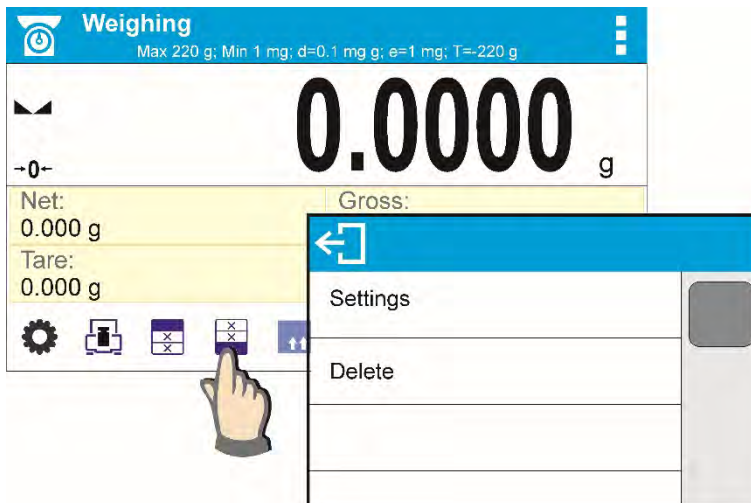 Weighing
Max 220 g; Min 1 mg; d=0.1 mg g; e=1 mg; T=-220 g
0.0000 g
→0←
Net:
0.000 g
Gross:
Tare:
0.000 g
Settings
Delete